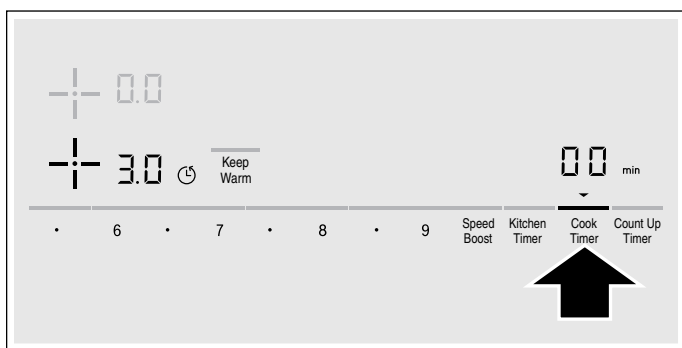 0.0
3.0 Keep Warm 00 min
· 6 · 7 · 8 · 9 Speed Boost Kitchen Timer Cook Timer Count Up Timer